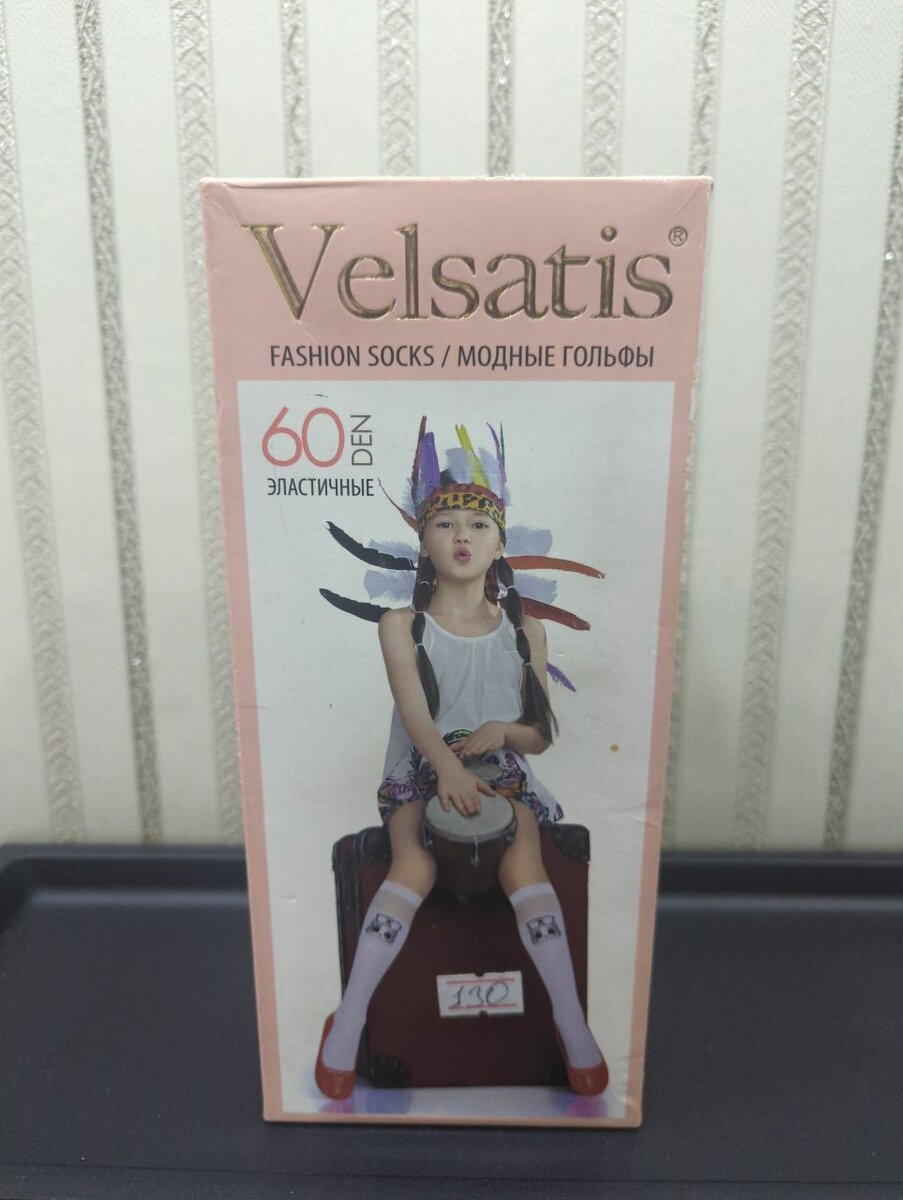 Velsatis®
FASHION SOCKS / МОДНЫЕ ГОЛЬФЫ
60 DEN
ЭЛАСТИЧНЫЕ
130